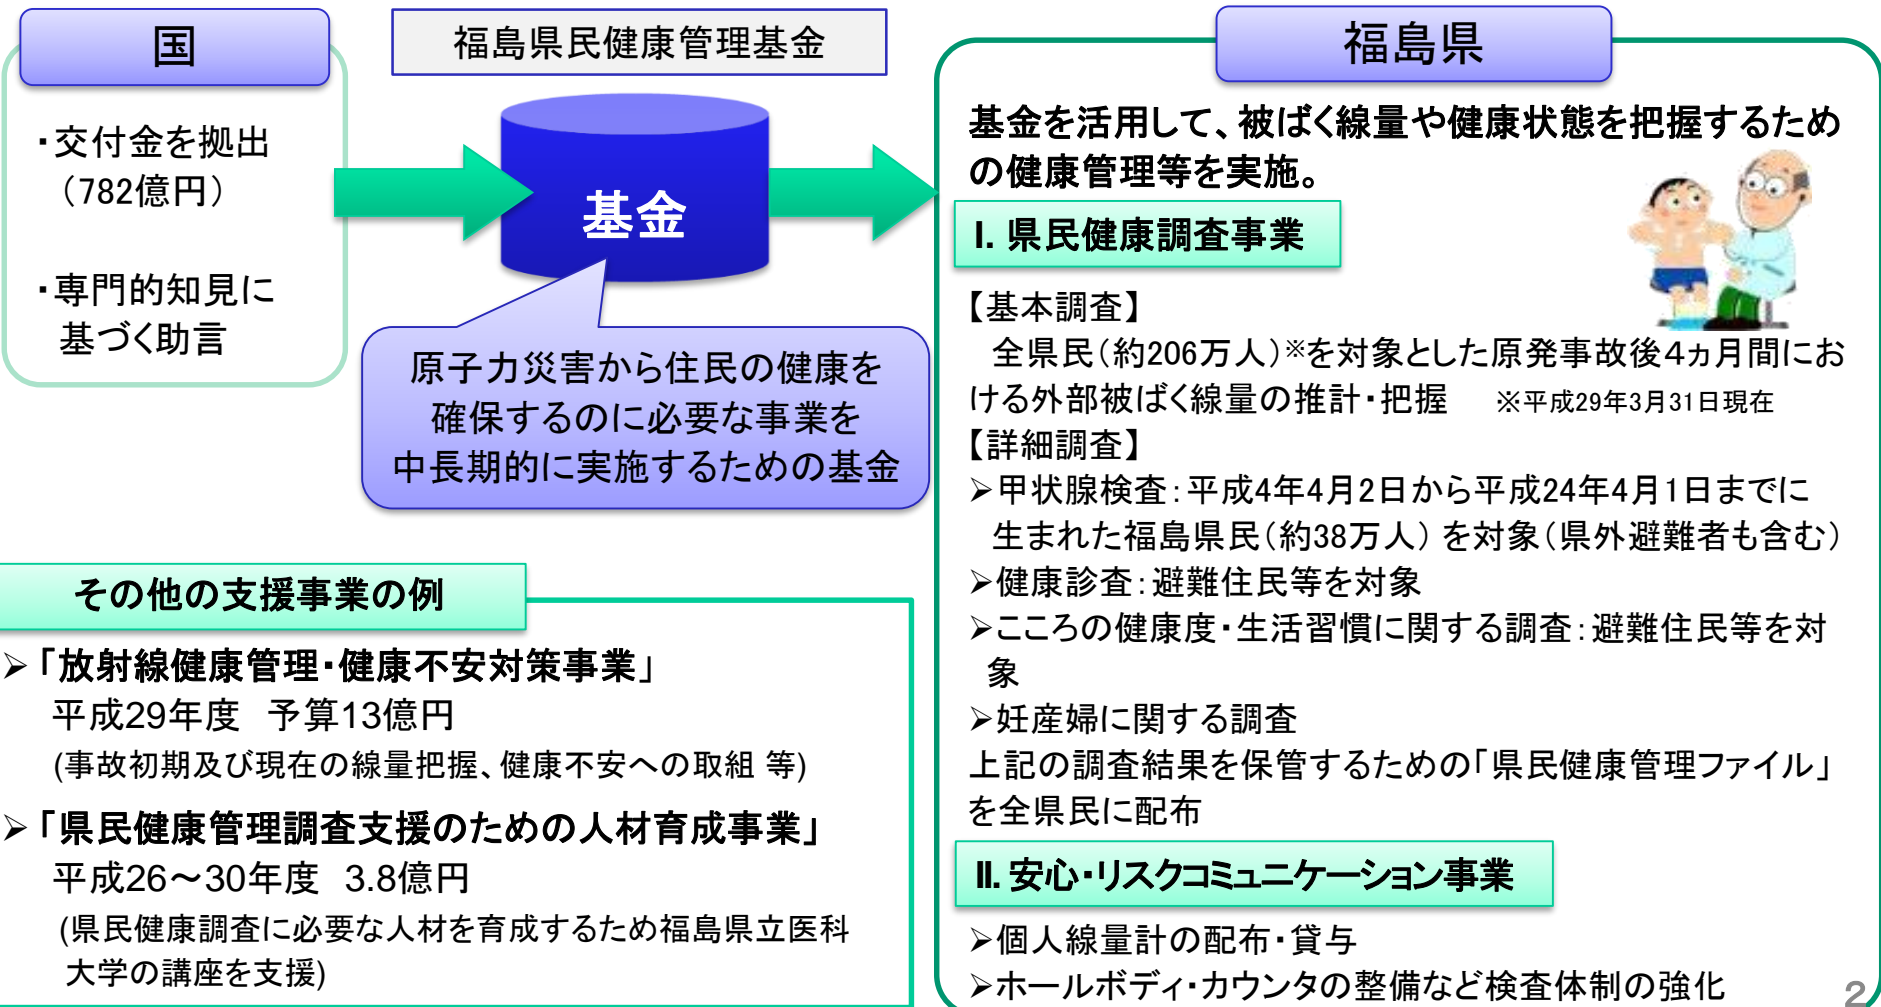 国
・交付金を拠出
（782億円）
・専門的知見に
基づく助言
福島県民健康管理基金
基金
原子力災害から住民の健康を
確保するのに必要な事業を
中長期的に実施するための基金
その他の支援事業の例
➢「放射線健康管理・健康不安対策事業」
平成29年度　予算13億円
(事故初期及び現在の線量把握、健康不安への取組 等)
➢「県民健康管理調査支援のための人材育成事業」
平成26～30年度　3.8億円
(県民健康調査に必要な人材を育成するため福島県立医科
大学の講座を支援)
福島県
基金を活用して、被ばく線量や健康状態を把握するため
の健康管理等を実施。
Ⅰ. 県民健康調査事業
【基本調査】
全県民（約206万人）※を対象とした原発事故後４ヵ月間にお
ける外部被ばく線量の推計・把握　※平成29年3月31日現在
【詳細調査】
➢甲状腺検査：平成4年4月2日から平成24年4月1日までに
生まれた福島県民（約38万人）を対象（県外避難者も含む）
➢健康診査：避難住民等を対象
➢こころの健康度・生活習慣に関する調査：避難住民等を対
象
➢妊産婦に関する調査
上記の調査結果を保管するための「県民健康管理ファイル」
を全県民に配布
Ⅱ. 安心・リスクコミュニケーション事業
➢個人線量計の配布・貸与
➢ホールボディ・カウンタの整備など検査体制の強化
2